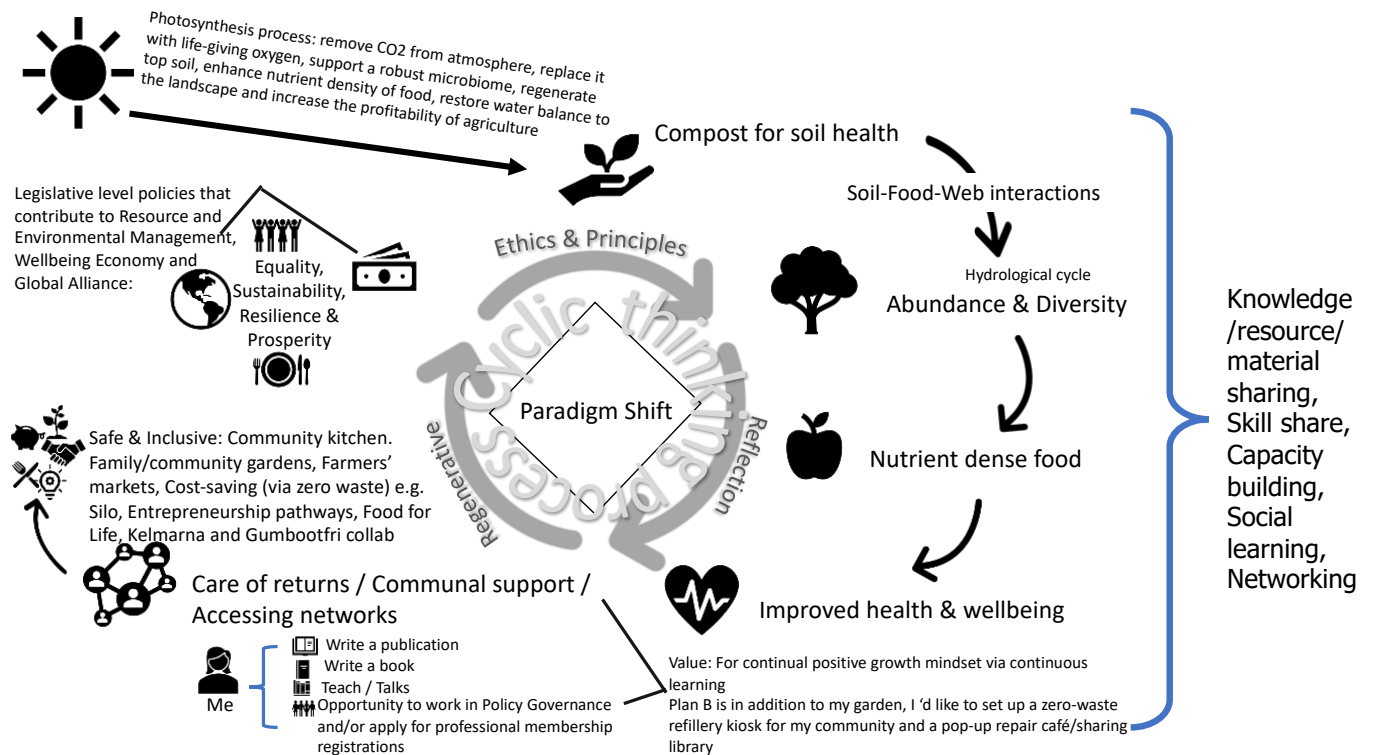 Photosynthesis process: remove CO2 from atmosphere, replace it
with life-giving oxygen, support a robust microbiome, regenerate
top soil, enhance nutrient density of food, restore water balance to
the landscape and increase the profitability of agriculture
Compost for soil health
Soil-Food-Web interactions
Hydrological cycle
Abundance & Diversity
Nutrient dense food
Improved health & wellbeing
Knowledge
/resource/
material
sharing,
Skill share,
Capacity
building,
Social
learning,
Networking
Legislative level policies that
contribute to Resource and
Environmental Management,
Wellbeing Economy and
Global Alliance:
Equality,
Sustainability,
Resilience &
Prosperity
Ethics & Principles
Reflection
Regenerative
Cyclic thinking process
Paradigm Shift
Safe & Inclusive: Community kitchen.
Family/community gardens, Farmers’
markets, Cost-saving (via zero waste) e.g.
Silo, Entrepreneurship pathways, Food for
Life, Kelmarna and Gumbootfri collab
Care of returns / Communal support /
Accessing networks
Me
Write a publication
Write a book
Teach / Talks
Opportunity to work in Policy Governance
and/or apply for professional membership
registrations
Value: For continual positive growth mindset via continuous
learning
Plan B is in addition to my garden, I ‘d like to set up a zero-waste
refillery kiosk for my community and a pop-up repair café/sharing
library